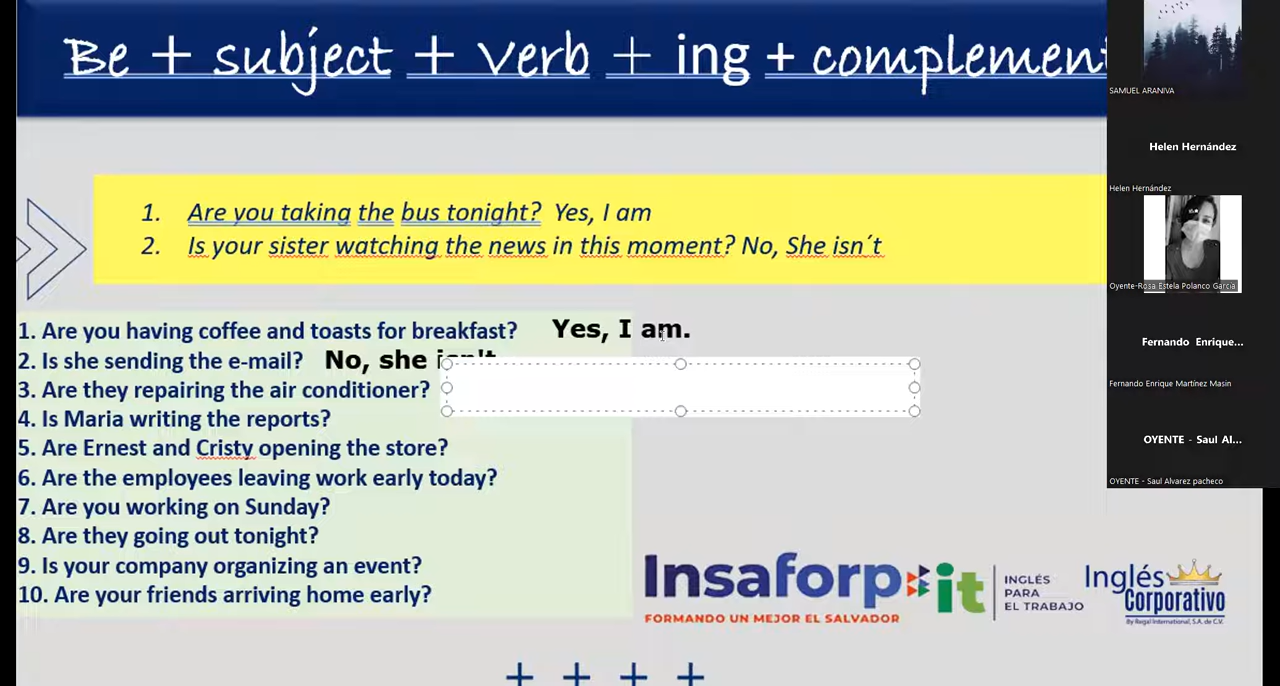 Be + subject + verb + ing + complement
1. Are you taking the bus tonight? Yes, I am
2. Is your sister watching the news in this moment? No, She isn´t
1. Are you having coffee and toasts for breakfast? Yes, I am.
2. Is she sending the e-mail? No, she isn't
3. Are they repairing the air conditioner?
4. Is Maria writing the reports?
5. Are Ernest and Cristy opening the store?
6. Are the employees leaving work early today?
7. Are you working on Sunday?
8. Are they going out tonight?
9. Is your company organizing an event?
10. Are your friends arriving home early?
Insaforp
FORMANDO UN MEJOR EL SALVADOR
it
INGLÉS
PARA
EL TRABAJO
Inglés
Corporativo
By Regal International, S.A. de C.V.
SAMUEL ARANIVA
Helen Hernández
Helen Hernández
Oyente-Rosa Estela Polanco Garcia
Fernando Enrique...
Fernando Enrique Martínez Masin
OYENTE - Saul Al...
OYENTE - Saul Alvarez pacheco
+ + + +